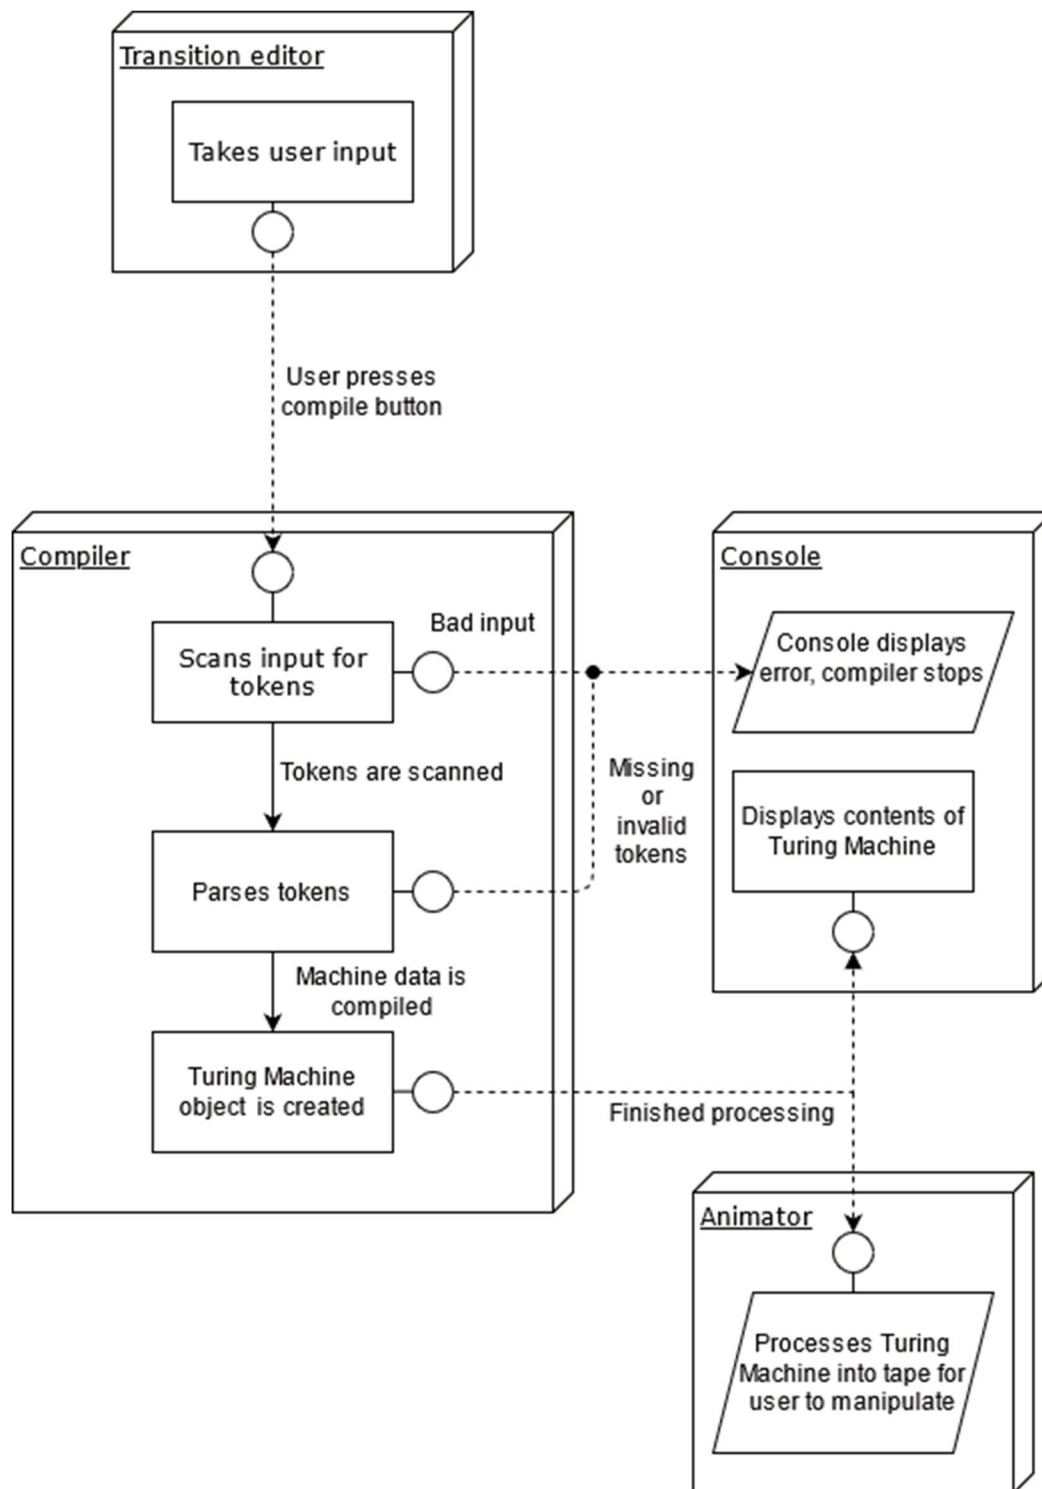 Transition editor
Takes user input
User presses
compile button
Compiler
Scans input for
tokens
Bad input
Tokens are scanned
Parses tokens
Missing
or
invalid
tokens
Machine data is
compiled
Turing Machine
object is created
Finished processing
Console
Console displays
error, compiler stops
Displays contents of
Turing Machine
Animator
Processes Turing
Machine into tape for
user to manipulate